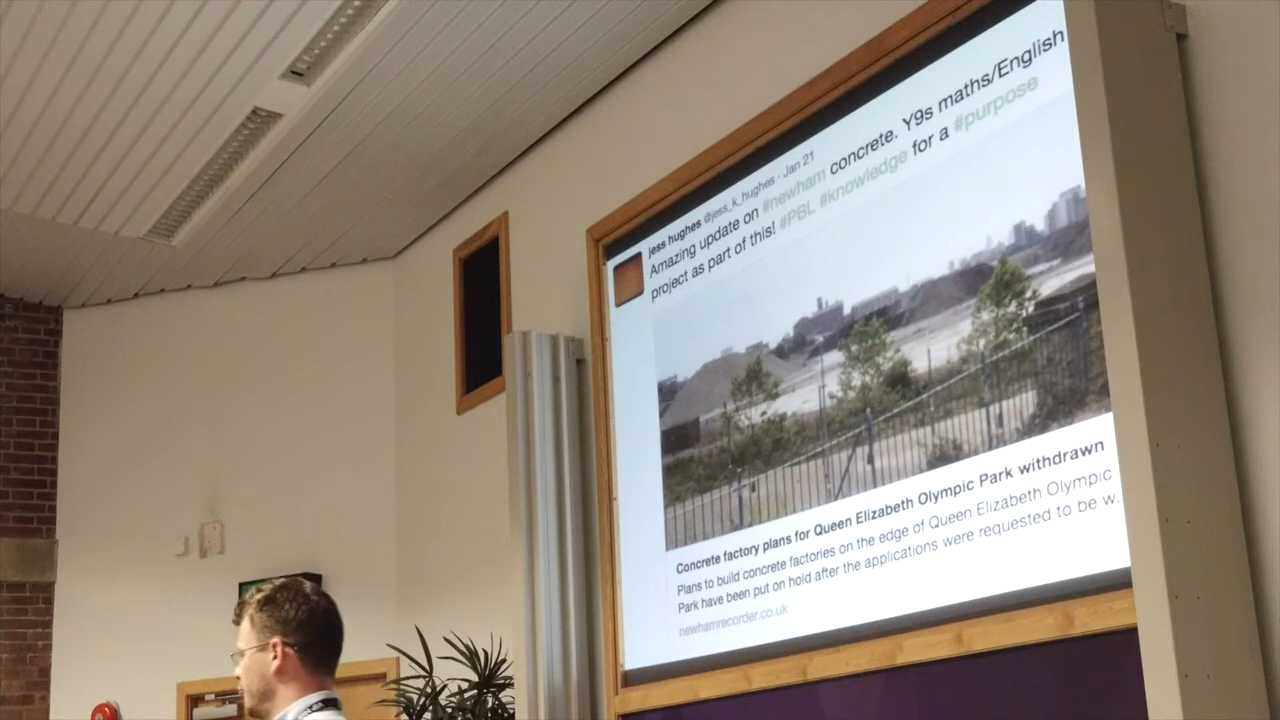 jess hughes @jess_k_hughes · Jan 21
Amazing update on #newham concrete. Y9s maths/English
project as part of this! #PBL #knowledge for a #purpose
Concrete factory plans for Queen Elizabeth Olympic Park withdrawn
Plans to build concrete factories on the edge of Queen Elizabeth Olympic
Park have been put on hold after the applications were requested to be w...
newhamrecorder.co.uk